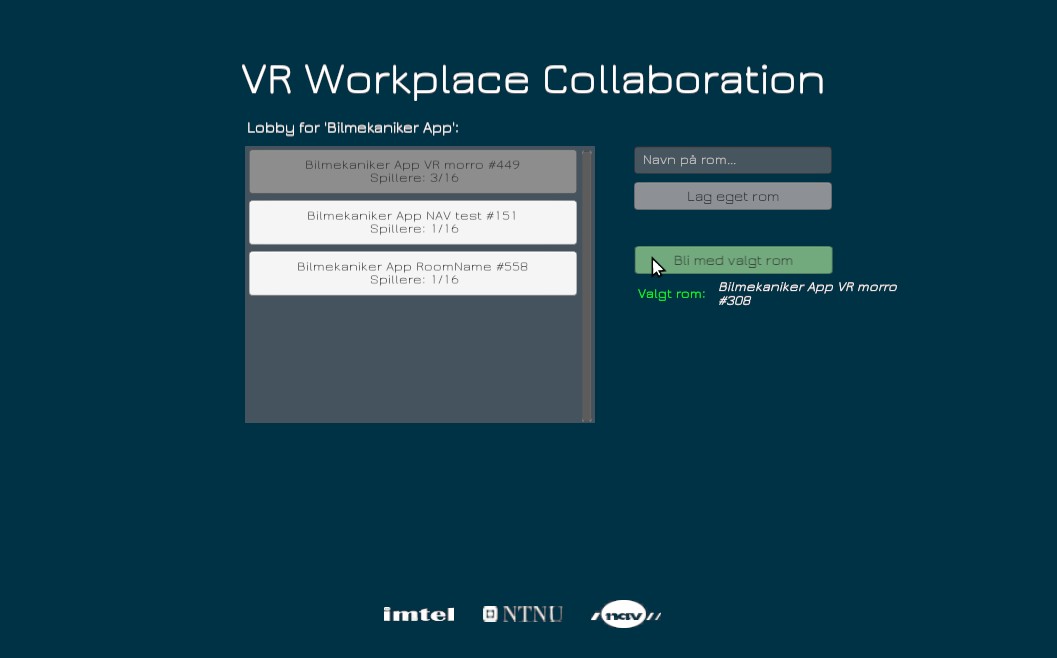 VR Workplace Collaboration
Lobby for 'Bilmekaniker App':
Bilmekaniker App VR morro #449
Spillere: 3/16
Bilmekaniker App NAV test #151
Spillere: 1/16
Bilmekaniker App RoomName #558
Spillere: 1/16
Navn på rom...
Lag eget rom
Bli med valgt rom
Valgt rom:
Bilmekaniker App VR morro
#308
imtel
NTNU
nav